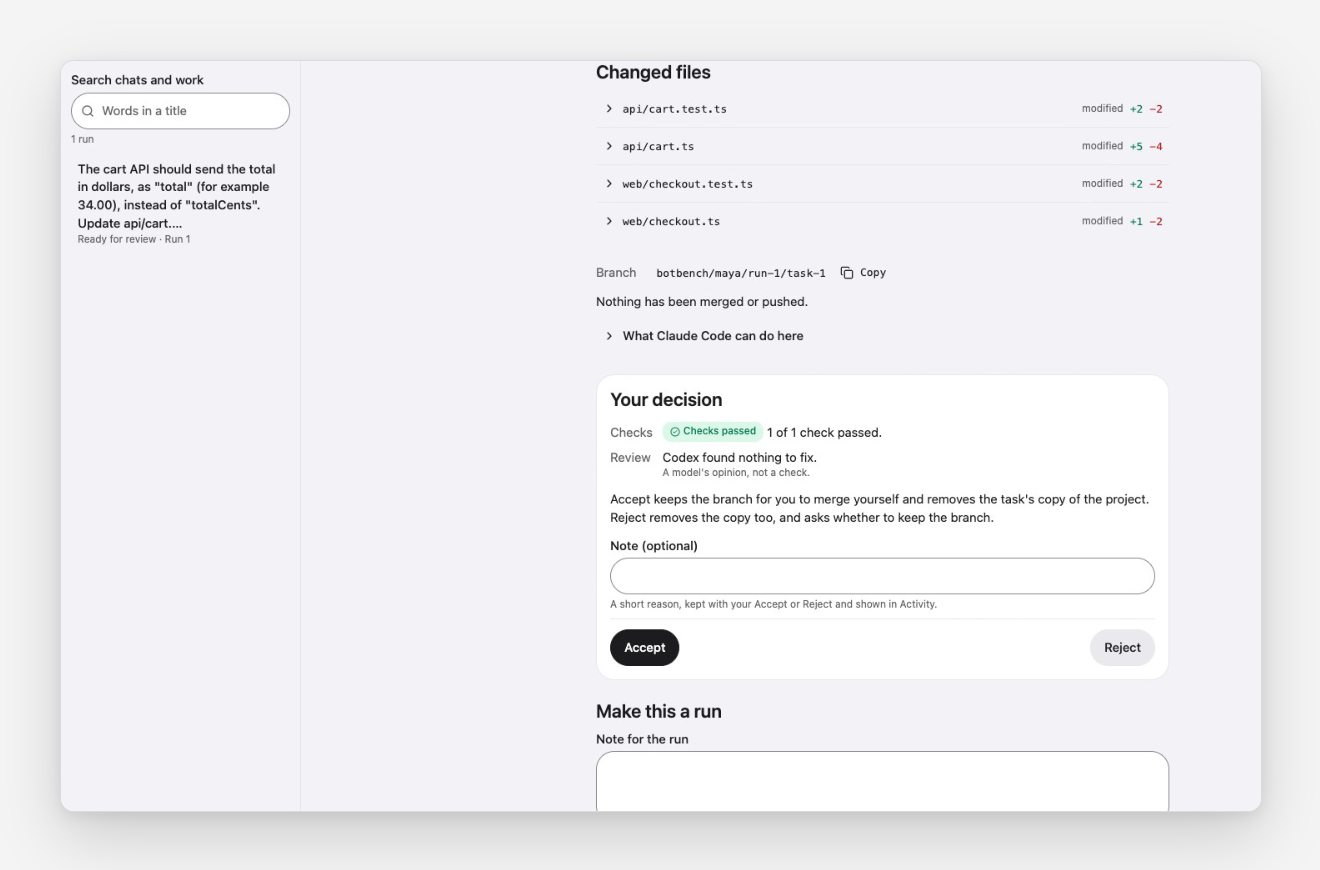 Search chats and work
Words in a title
1 run
The cart API should send the total
in dollars, as "total" (for example
34.00), instead of "totalCents".
Update api/cart....
Ready for review · Run 1
Changed files
api/cart.test.ts modified +2 −2
api/cart.ts modified +5 −4
web/checkout.test.ts modified +2 −2
web/checkout.ts modified +1 −2
Branch botbench/maya/run-1/task-1 Copy
Nothing has been merged or pushed.
What Claude Code can do here
Your decision
Checks Checks passed 1 of 1 check passed.
Review Codex found nothing to fix.
A model's opinion, not a check.
Accept keeps the branch for you to merge yourself and removes the task's copy of the project.
Reject removes the copy too, and asks whether to keep the branch.
Note (optional)
A short reason, kept with your Accept or Reject and shown in Activity.
Accept Reject
Make this a run
Note for the run